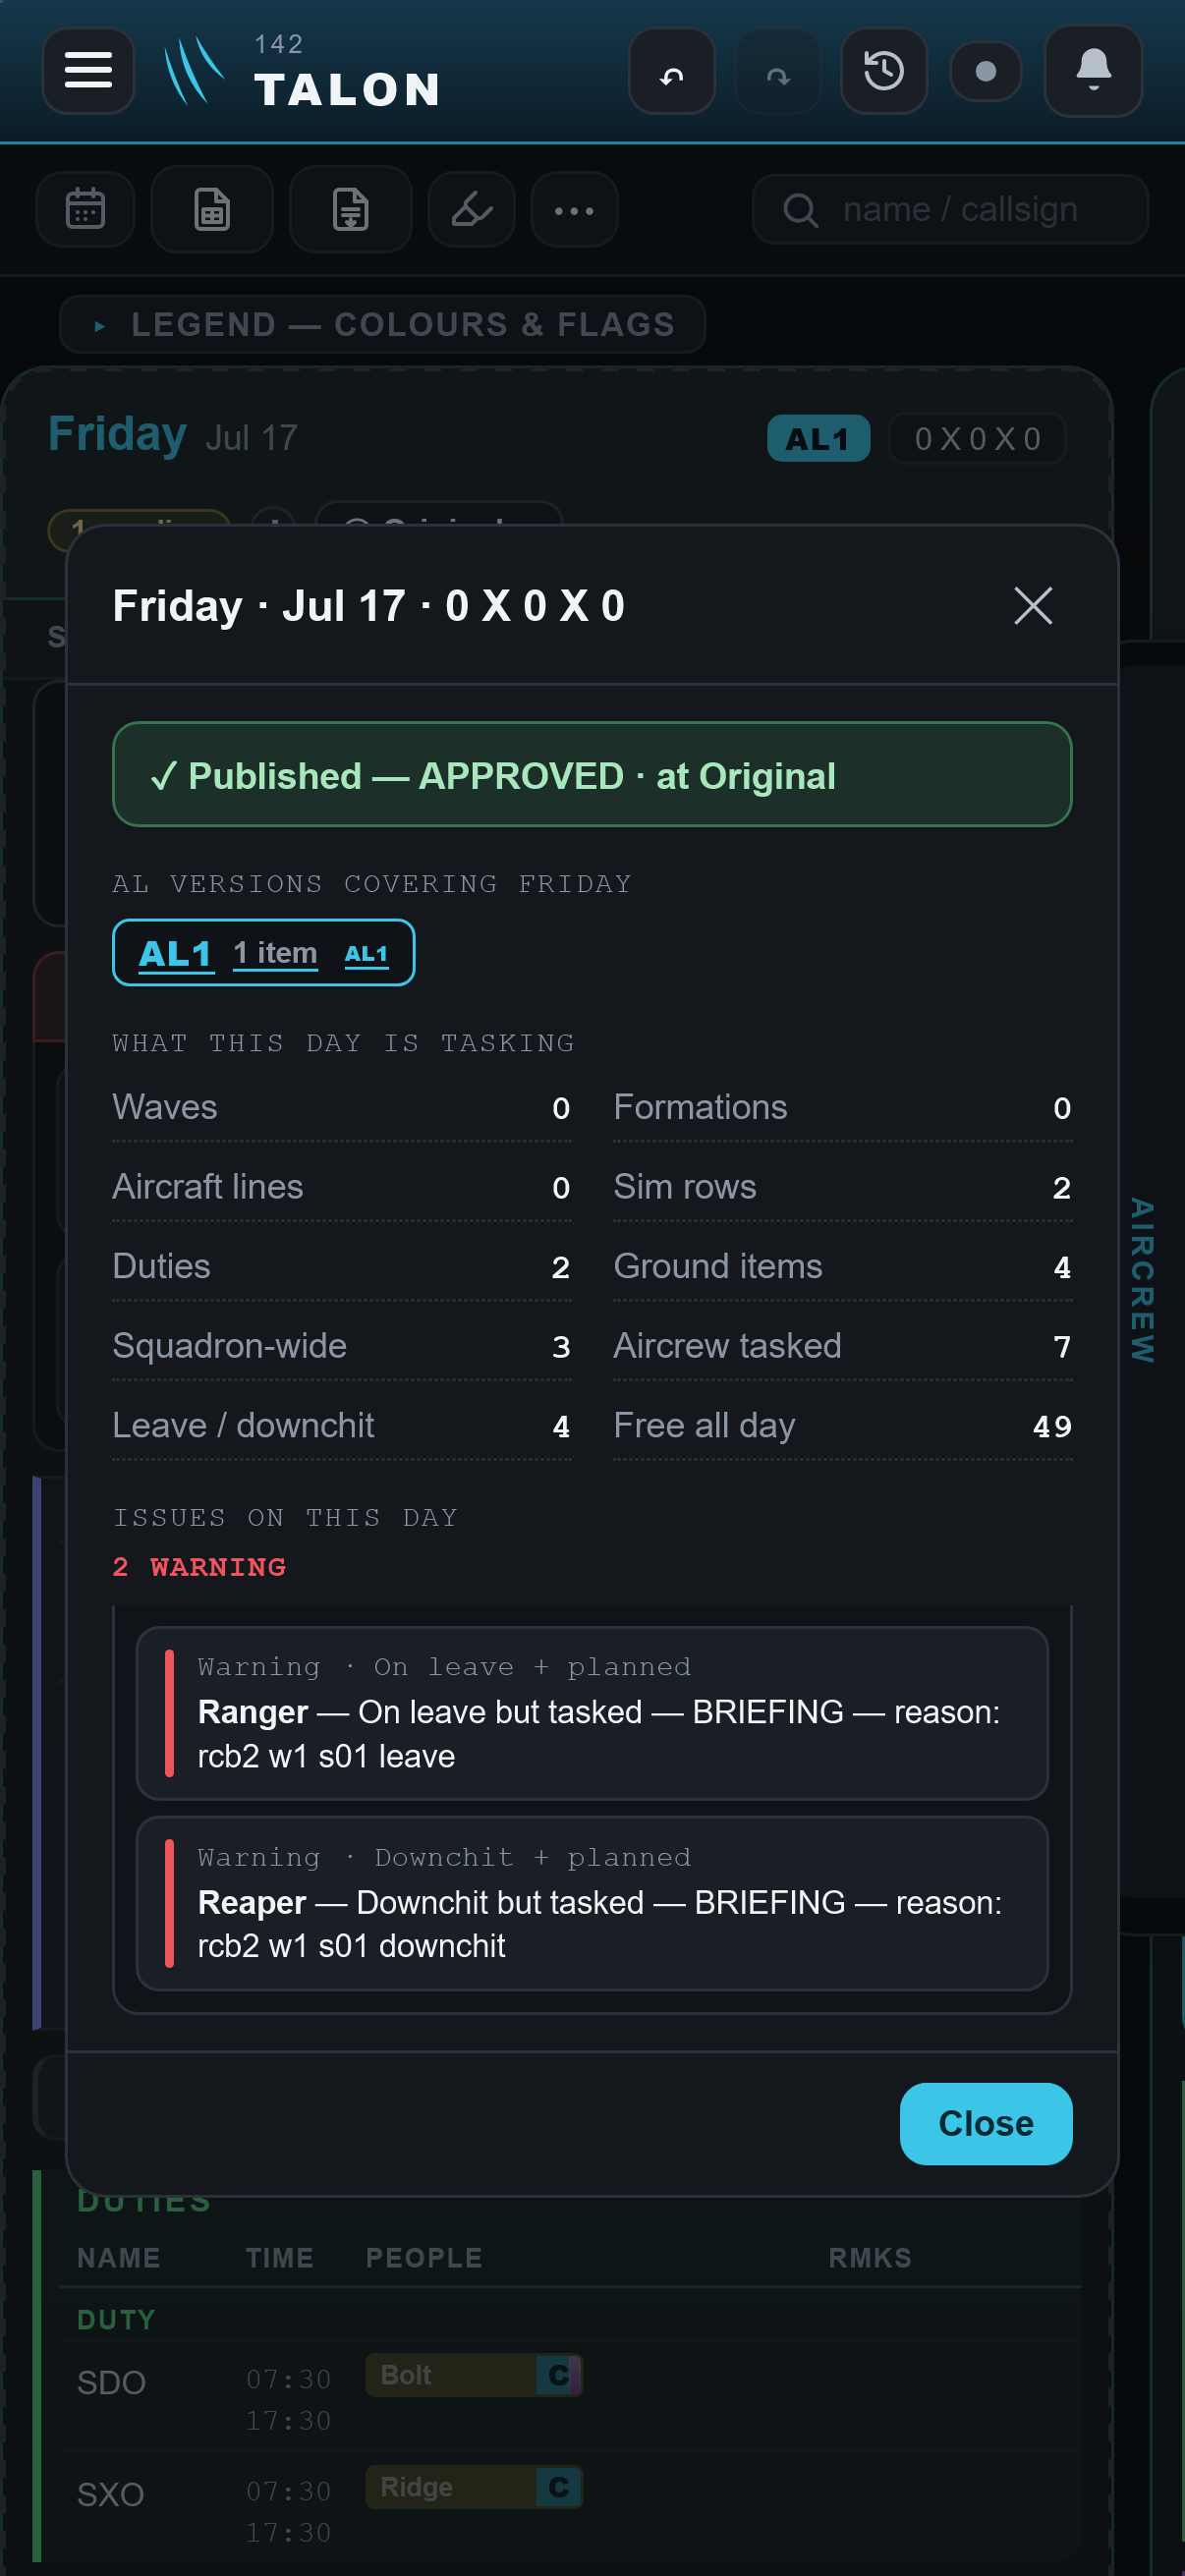 142
TALON
name / callsign
LEGEND — COLOURS & FLAGS
Friday Jul 17 AL1 0 X 0 X 0
Friday · Jul 17 · 0 X 0 X 0
✓ Published — APPROVED · at Original
AL VERSIONS COVERING FRIDAY
AL1 1 item AL1
WHAT THIS DAY IS TASKING
Waves 0 Formations 0
Aircraft lines 0 Sim rows 2
Duties 2 Ground items 4
Squadron-wide 3 Aircrew tasked 7
Leave / downchit 4 Free all day 49
AIRCREW
ISSUES ON THIS DAY
2 WARNING
Warning · On leave + planned
Ranger — On leave but tasked — BRIEFING — reason:
rcb2 w1 s01 leave
Warning · Downchit + planned
Reaper — Downchit but tasked — BRIEFING — reason:
rcb2 w1 s01 downchit
Close
DUTIES
NAME TIME PEOPLE RMKS
DUTY
SDO 07:30 Bolt C
17:30
SXO 07:30 Ridge C
17:30